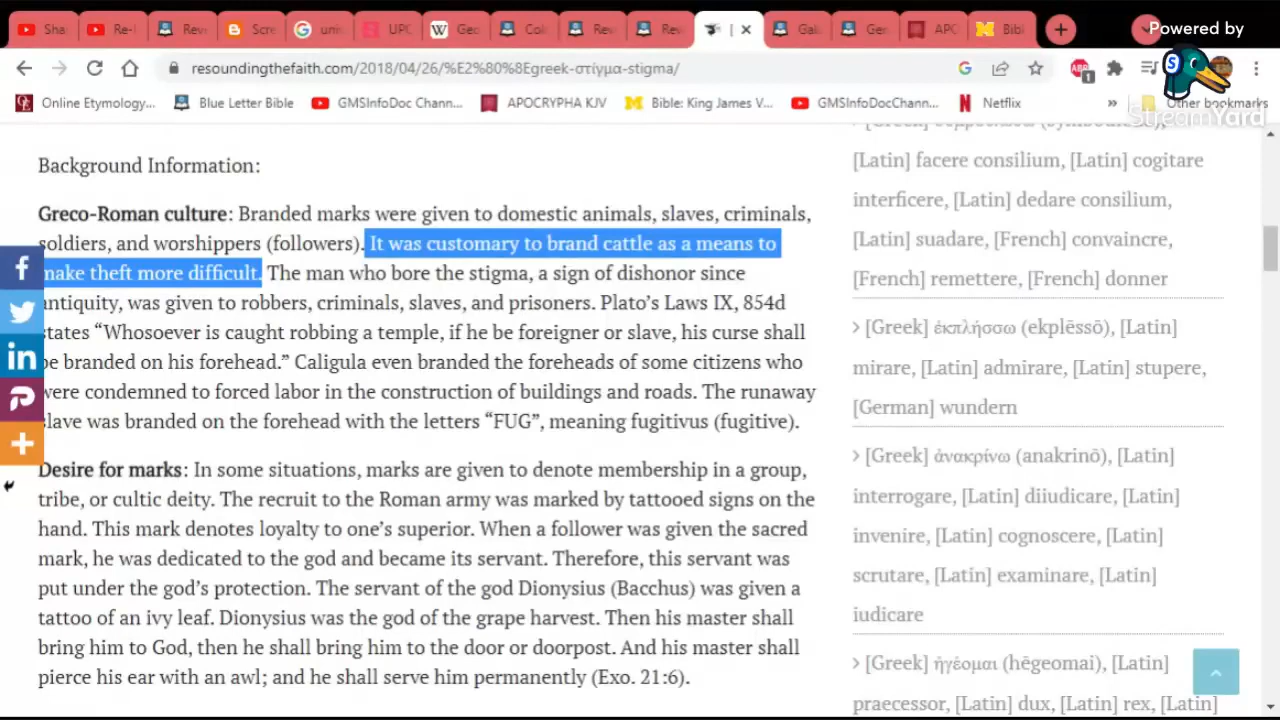 Sha
Re-l
Reve
Scre
univ
UPC
Geo
Col
Rev
Rev
Gala
Gen
APO
Bibl
Powered by
resoundingthefaith.com/2018/04/26/%E2%80%8Egreek-στίγμα-stigma/
1
Online Etymology...
Blue Letter Bible
GMSInfoDoc Chann...
APOCRYPHA KJV
Bible: King James V...
GMSInfoDocChann...
Netflix
»
Other bookmarks
StreamYard
Background Information:
Greco-Roman culture: Branded marks were given to domestic animals, slaves, criminals,
soldiers, and worshippers (followers). It was customary to brand cattle as a means to
make theft more difficult. The man who bore the stigma, a sign of dishonor since
antiquity, was given to robbers, criminals, slaves, and prisoners. Plato’s Laws IX, 854d
states “Whosoever is caught robbing a temple, if he be foreigner or slave, his curse shall
be branded on his forehead.” Caligula even branded the foreheads of some citizens who
were condemned to forced labor in the construction of buildings and roads. The runaway
slave was branded on the forehead with the letters “FUG”, meaning fugitivus (fugitive).
Desire for marks: In some situations, marks are given to denote membership in a group,
tribe, or cultic deity. The recruit to the Roman army was marked by tattooed signs on the
hand. This mark denotes loyalty to one’s superior. When a follower was given the sacred
mark, he was dedicated to the god and became its servant. Therefore, this servant was
put under the god’s protection. The servant of the god Dionysius (Bacchus) was given a
tattoo of an ivy leaf. Dionysius was the god of the grape harvest. Then his master shall
bring him to God, then he shall bring him to the door or doorpost. And his master shall
pierce his ear with an awl; and he shall serve him permanently (Exo. 21:6).
[Latin] facere consilium, [Latin] cogitare
interficere, [Latin] dedare consilium,
[Latin] suadare, [French] convaincre,
[French] remettere, [French] donner
[Greek] ἐκπλήσσω (ekplēssō), [Latin]
mirare, [Latin] admirare, [Latin] stupere,
[German] wundern
[Greek] ἀνακρίνω (anakrinō), [Latin]
interrogare, [Latin] diiudicare, [Latin]
invenire, [Latin] cognoscere, [Latin]
scrutare, [Latin] examinare, [Latin]
iudicare
[Greek] ἡγέομαι (hēgeomai), [Latin]
praecessor, [Latin] dux, [Latin] rex, [Latin]